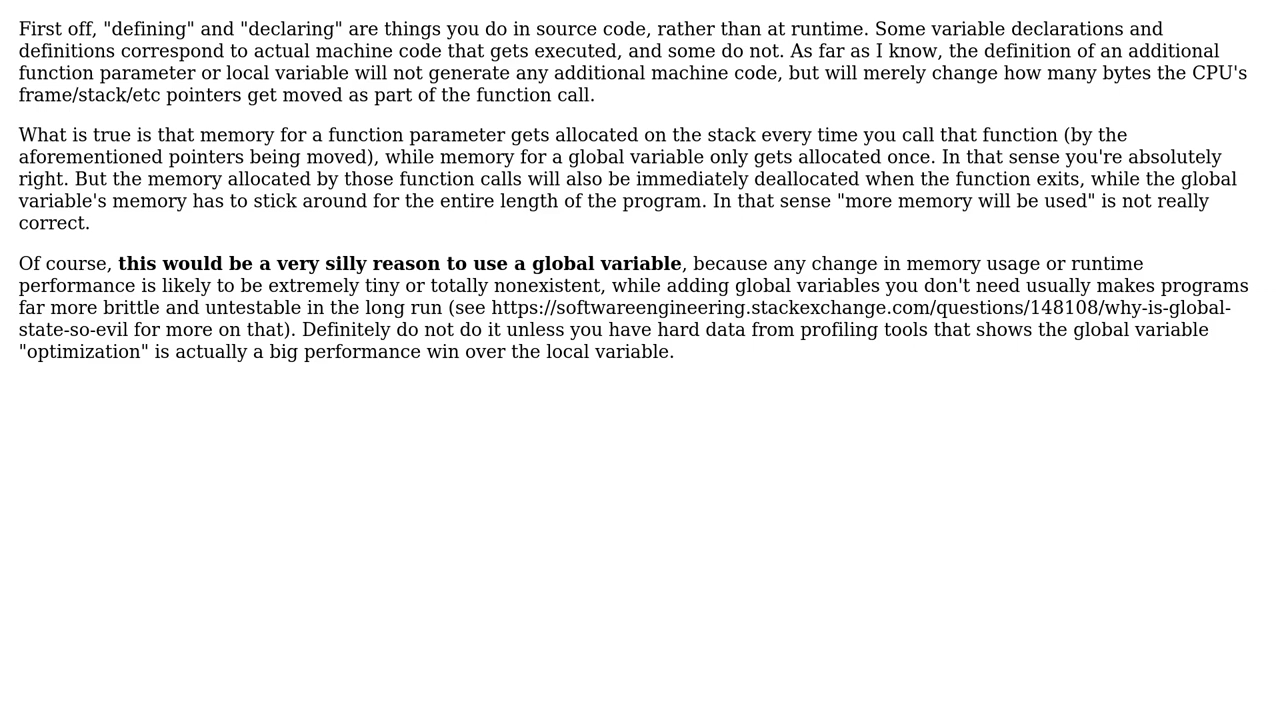 First off, "defining" and "declaring" are things you do in source code, rather than at runtime. Some variable declarations and
definitions correspond to actual machine code that gets executed, and some do not. As far as I know, the definition of an additional
function parameter or local variable will not generate any additional machine code, but will merely change how many bytes the CPU's
frame/stack/etc pointers get moved as part of the function call.
What is true is that memory for a function parameter gets allocated on the stack every time you call that function (by the
aforementioned pointers being moved), while memory for a global variable only gets allocated once. In that sense you're absolutely
right. But the memory allocated by those function calls will also be immediately deallocated when the function exits, while the global
variable's memory has to stick around for the entire length of the program. In that sense "more memory will be used" is not really
correct.
Of course, this would be a very silly reason to use a global variable, because any change in memory usage or runtime
performance is likely to be extremely tiny or totally nonexistent, while adding global variables you don't need usually makes programs
far more brittle and untestable in the long run (see https://softwareengineering.stackexchange.com/questions/148108/why-is-global-
state-so-evil for more on that). Definitely do not do it unless you have hard data from profiling tools that shows the global variable
"optimization" is actually a big performance win over the local variable.